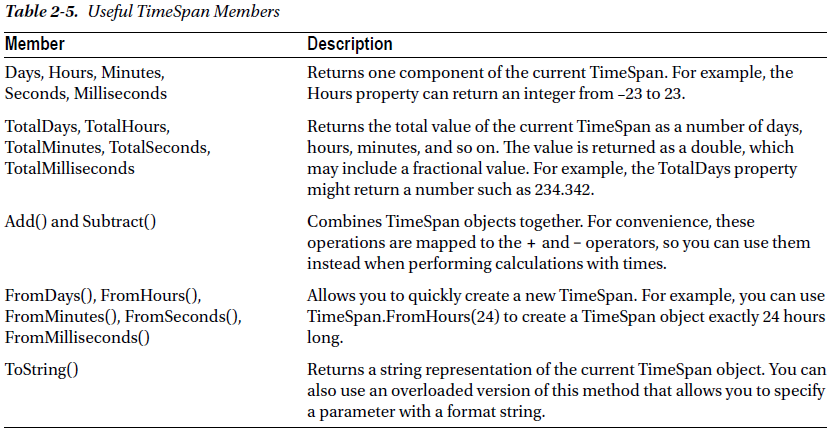 Table 2-5. Useful TimeSpan Members
Member Description
Days, Hours, Minutes, Returns one component of the current TimeSpan. For example, the
Seconds, Milliseconds Hours property can return an integer from –23 to 23.
TotalDays, TotalHours, Returns the total value of the current TimeSpan as a number of days,
TotalMinutes, TotalSeconds, hours, minutes, and so on. The value is returned as a double, which
TotalMilliseconds may include a fractional value. For example, the TotalDays property
might return a number such as 234.342.
Add() and Subtract() Combines TimeSpan objects together. For convenience, these
operations are mapped to the + and – operators, so you can use them
instead when performing calculations with times.
FromDays(), FromHours(), Allows you to quickly create a new TimeSpan. For example, you can use
FromMinutes(), FromSeconds(), TimeSpan.FromHours(24) to create a TimeSpan object exactly 24 hours
FromMilliseconds() long.
ToString() Returns a string representation of the current TimeSpan object. You can
also use an overloaded version of this method that allows you to specify
a parameter with a format string.